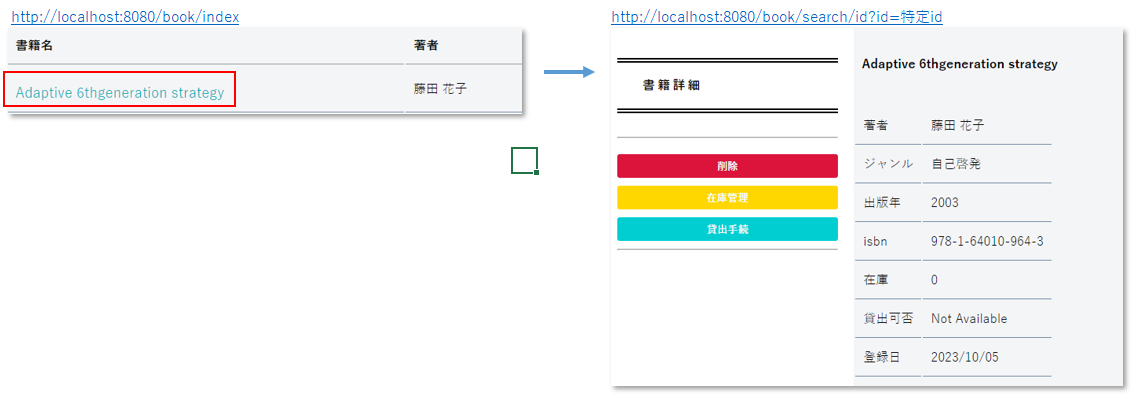 http://localhost:8080/book/index
書籍名 著者
Adaptive 6thgeneration strategy 藤田 花子
http://localhost:8080/book/search/id?id=特定id
書籍詳細
削除
在庫管理
貸出手続
Adaptive 6thgeneration strategy
著者 藤田 花子
ジャンル 自己啓発
出版年 2003
isbn 978-1-64010-964-3
在庫 0
貸出可否 Not Available
登録日 2023/10/05